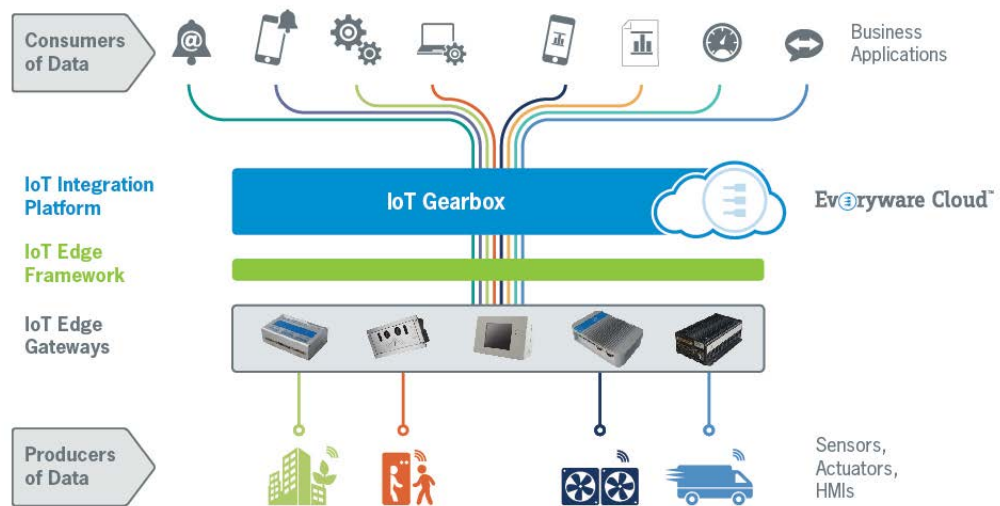 Consumers
of Data
@
Business
Applications
IoT Integration
Platform
IoT Gearbox
Everyware Cloud™
IoT Edge
Framework
IoT Edge
Gateways
Producers
of Data
Sensors,
Actuators,
HMIs